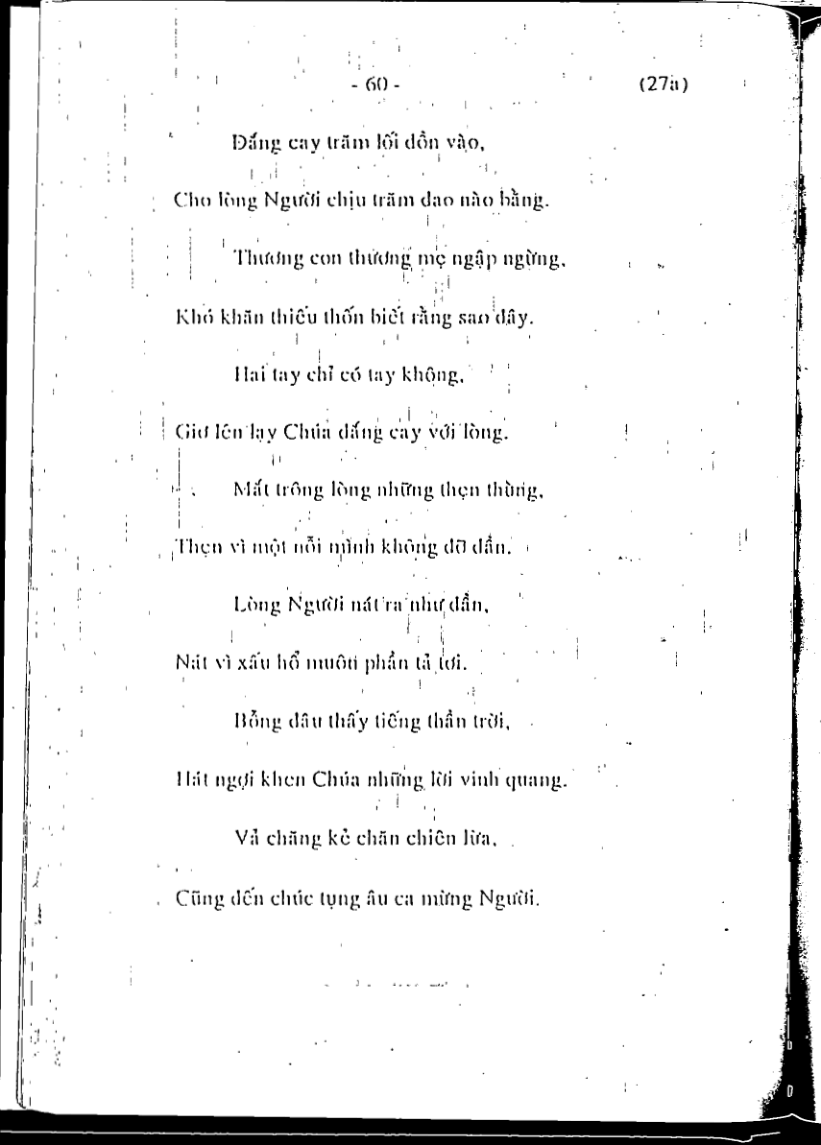 - 60 - (27a)
Đắng cay trăm lối dồn vào,
Cho lòng Người chịu trăm dao nào bằng.
Thương con thương mẹ ngập ngừng,
Khó khăn thiếu thốn biết rằng sao đây.
Hai tay chỉ có tay không,
Giơ lên lạy Chúa đắng cay với lòng.
Mắt trông lòng những thẹn thùng,
Thẹn vì một nỗi mình không đỡ đần.
Lòng Người nát ra như dần,
Nát vì xấu hổ muôn phần tả tơi.
Bỗng đâu thấy tiếng thần trời,
Hát ngợi khen Chúa những lời vinh quang.
Vả chăng kẻ chăn chiên lừa,
Cũng đến chúc tụng âu ca mừng Người.